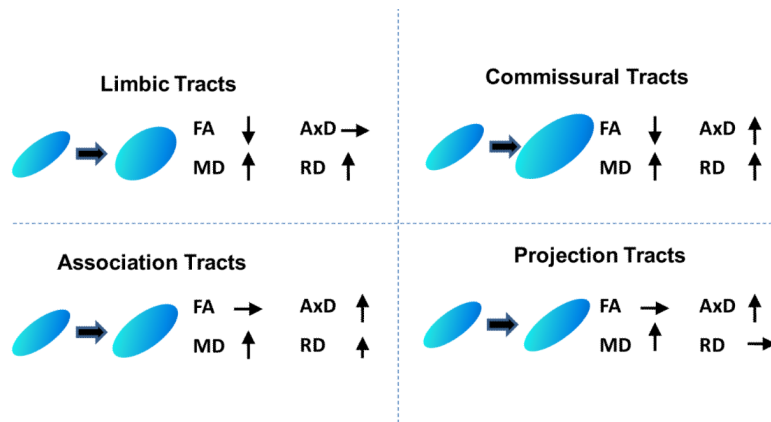 Limbic Tracts
FA AxD
MD RD
Commissural Tracts
FA AxD
MD RD
Association Tracts
FA AxD
MD RD
Projection Tracts
FA AxD
MD RD